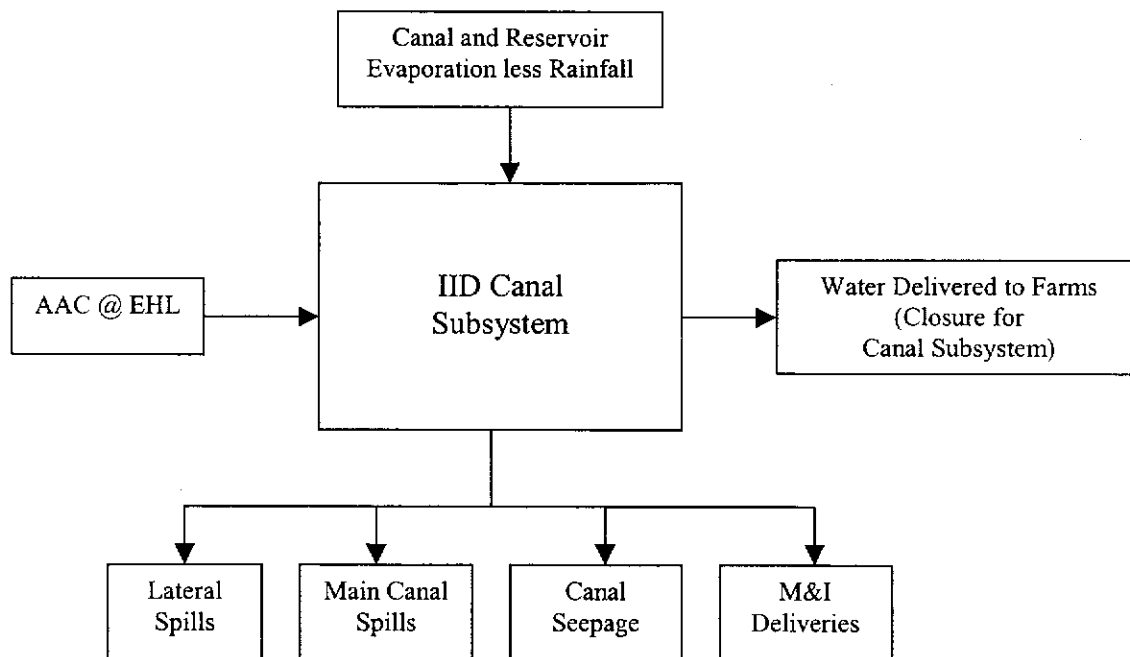 Canal and Reservoir
Evaporation less Rainfall
AAC @ EHL
IID Canal
Subsystem
Water Delivered to Farms
(Closure for
Canal Subsystem)
Lateral
Spills
Main Canal
Spills
Canal
Seepage
M&I
Deliveries